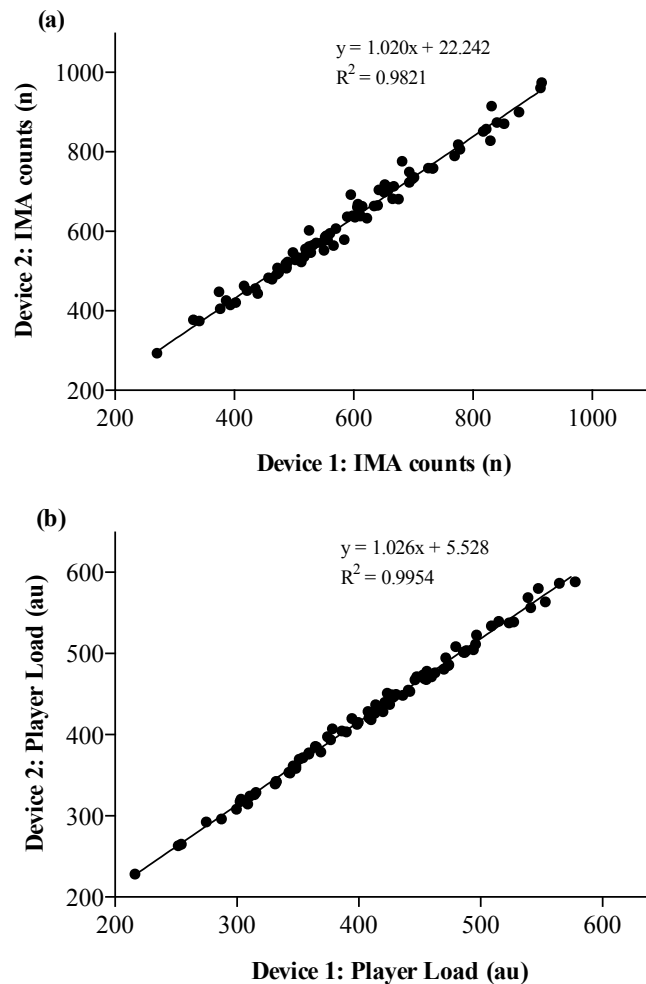 (a)
y = 1.020x + 22.242
R² = 0.9821
1000
800
600
400
200
200 400 600 800 1000
Device 2: IMA counts (n)
Device 1: IMA counts (n)
(b)
y = 1.026x + 5.528
R² = 0.9954
600
500
400
300
200
200 300 400 500 600
Device 2: Player Load (au)
Device 1: Player Load (au)